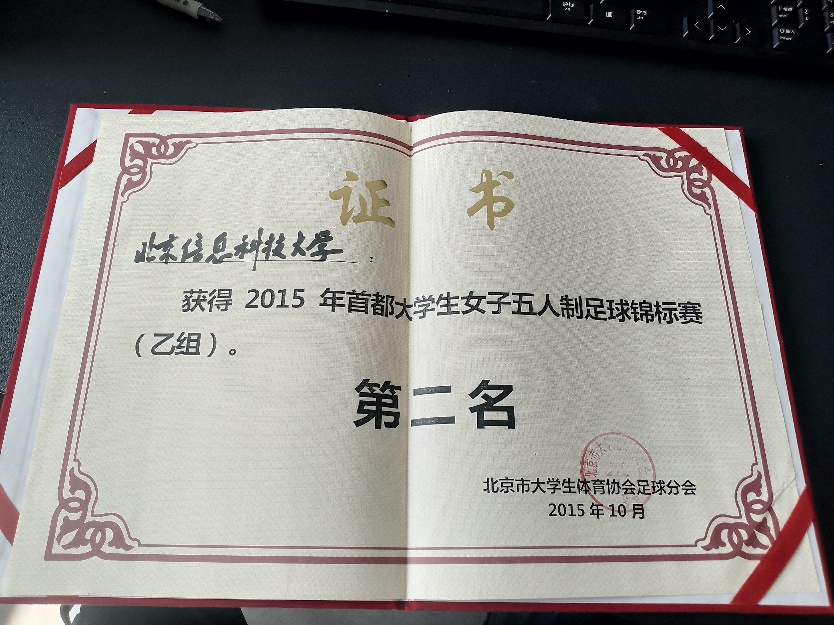 证 书
北京信息科技大学：
获得 2015 年首都大学生女子五人制足球锦标赛
（乙组）。
第二名
北京市大学生体育协会足球分会
2015 年 10 月